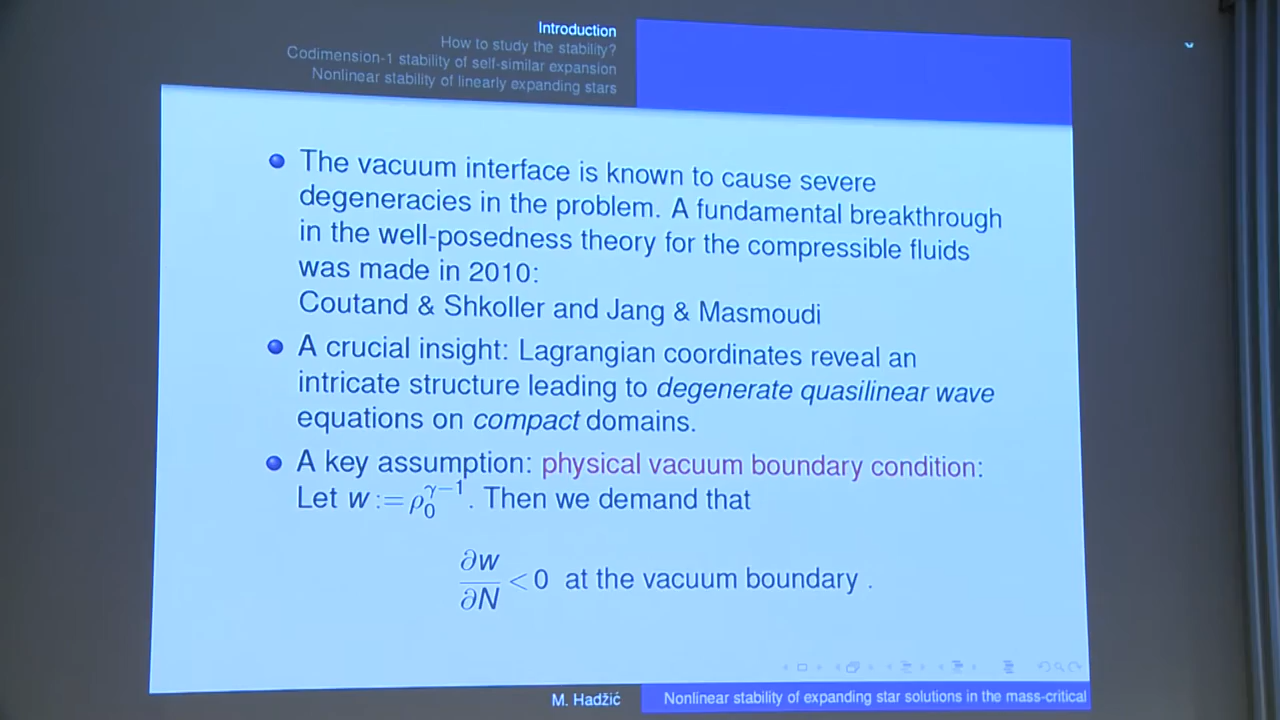 Introduction
How to study the stability?
Codimension-1 stability of self-similar expansion
Nonlinear stability of linearly expanding stars
The vacuum interface is known to cause severe
degeneracies in the problem. A fundamental breakthrough
in the well-posedness theory for the compressible fluids
was made in 2010:
Coutand & Shkoller and Jang & Masmoudi
A crucial insight: Lagrangian coordinates reveal an
intricate structure leading to degenerate quasilinear wave
equations on compact domains.
A key assumption: physical vacuum boundary condition:
Let w := ρ₀^{γ−1}. Then we demand that
∂w/∂N < 0 at the vacuum boundary .
M. Hadžić
Nonlinear stability of expanding star solutions in the mass-critical